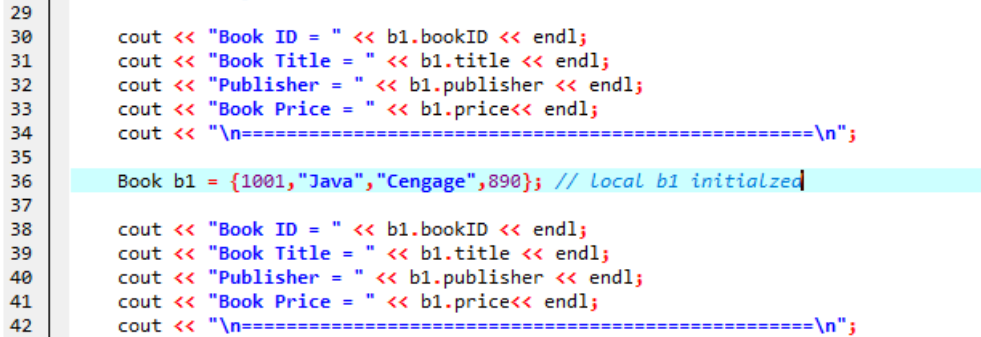 29
30 cout << "Book ID = " << b1.bookID << endl;
31 cout << "Book Title = " << b1.title << endl;
32 cout << "Publisher = " << b1.publisher << endl;
33 cout << "Book Price = " << b1.price<< endl;
34 cout << "\n====================================================\n";
35
36 Book b1 = {1001,"Java","Cengage",890}; // local b1 initialzed
37
38 cout << "Book ID = " << b1.bookID << endl;
39 cout << "Book Title = " << b1.title << endl;
40 cout << "Publisher = " << b1.publisher << endl;
41 cout << "Book Price = " << b1.price<< endl;
42 cout << "\n====================================================\n";